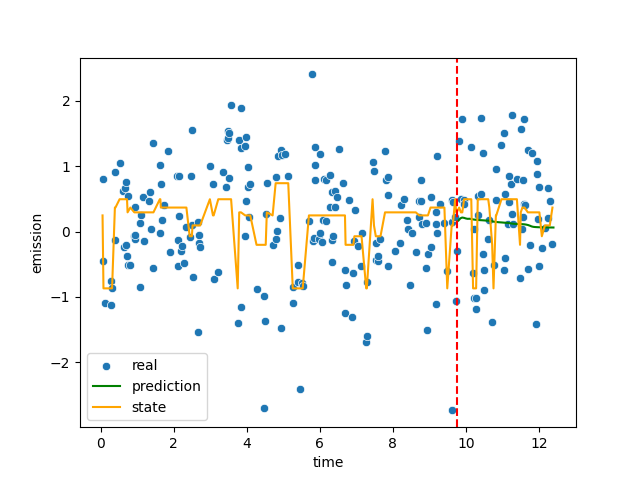 2
1
0
−1
−2
emission
real
prediction
state
0 2 4 6 8 10 12
time